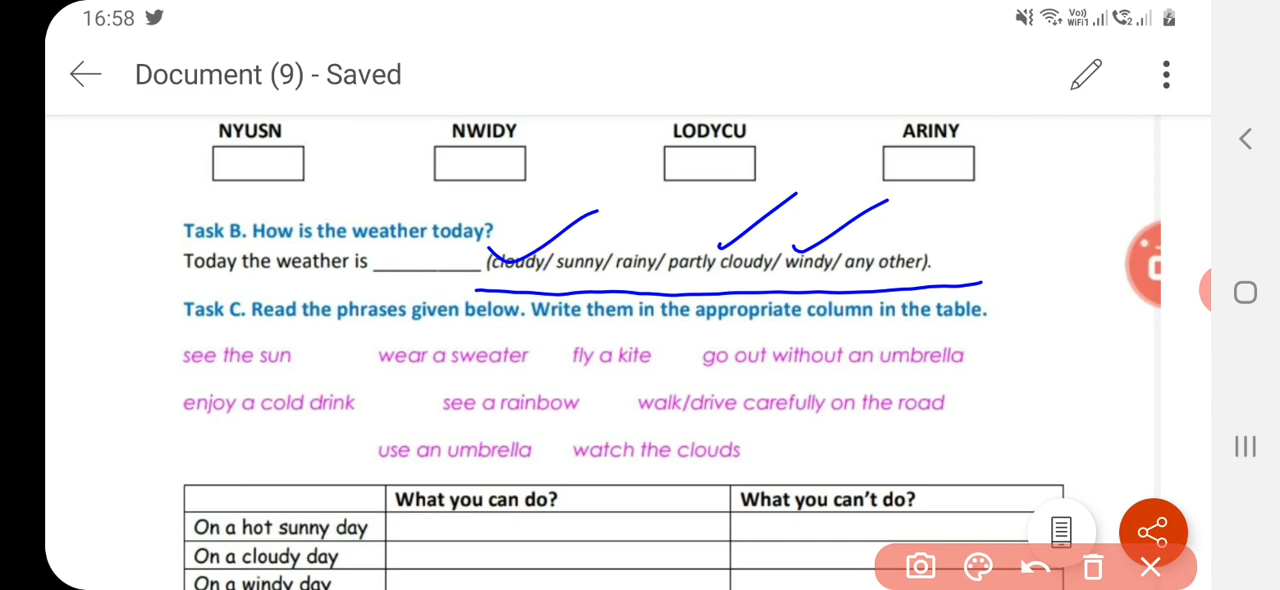 16:58
Vo)) WiFi1 2
Document (9) - Saved
NYUSN NWIDY LODYCU ARINY
Task B. How is the weather today?
Today the weather is __________ (cloudy/ sunny/ rainy/ partly cloudy/ windy/ any other).
Task C. Read the phrases given below. Write them in the appropriate column in the table.
see the sun wear a sweater fly a kite go out without an umbrella
enjoy a cold drink see a rainbow walk/drive carefully on the road
use an umbrella watch the clouds
What you can do? What you can't do?
On a hot sunny day
On a cloudy day
On a windy day